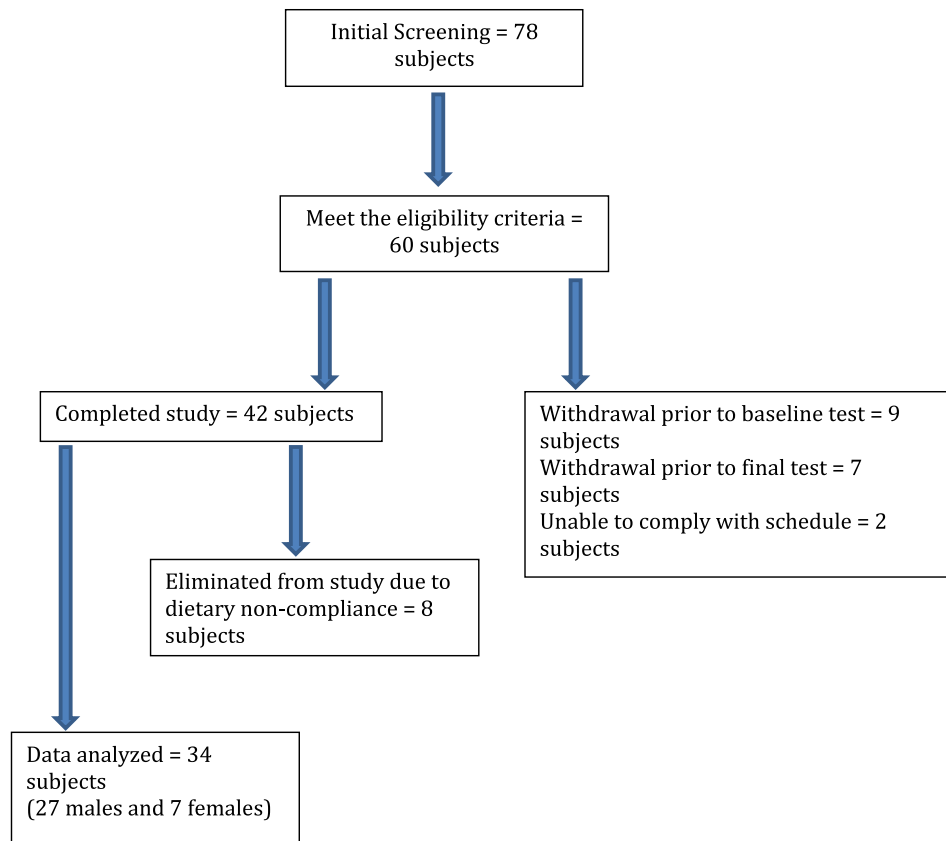 Initial Screening = 78
subjects
Meet the eligibility criteria =
60 subjects
Completed study = 42 subjects
Withdrawal prior to baseline test = 9
subjects
Withdrawal prior to final test = 7
subjects
Unable to comply with schedule = 2
subjects
Eliminated from study due to
dietary non-compliance = 8
subjects
Data analyzed = 34
subjects
(27 males and 7 females)